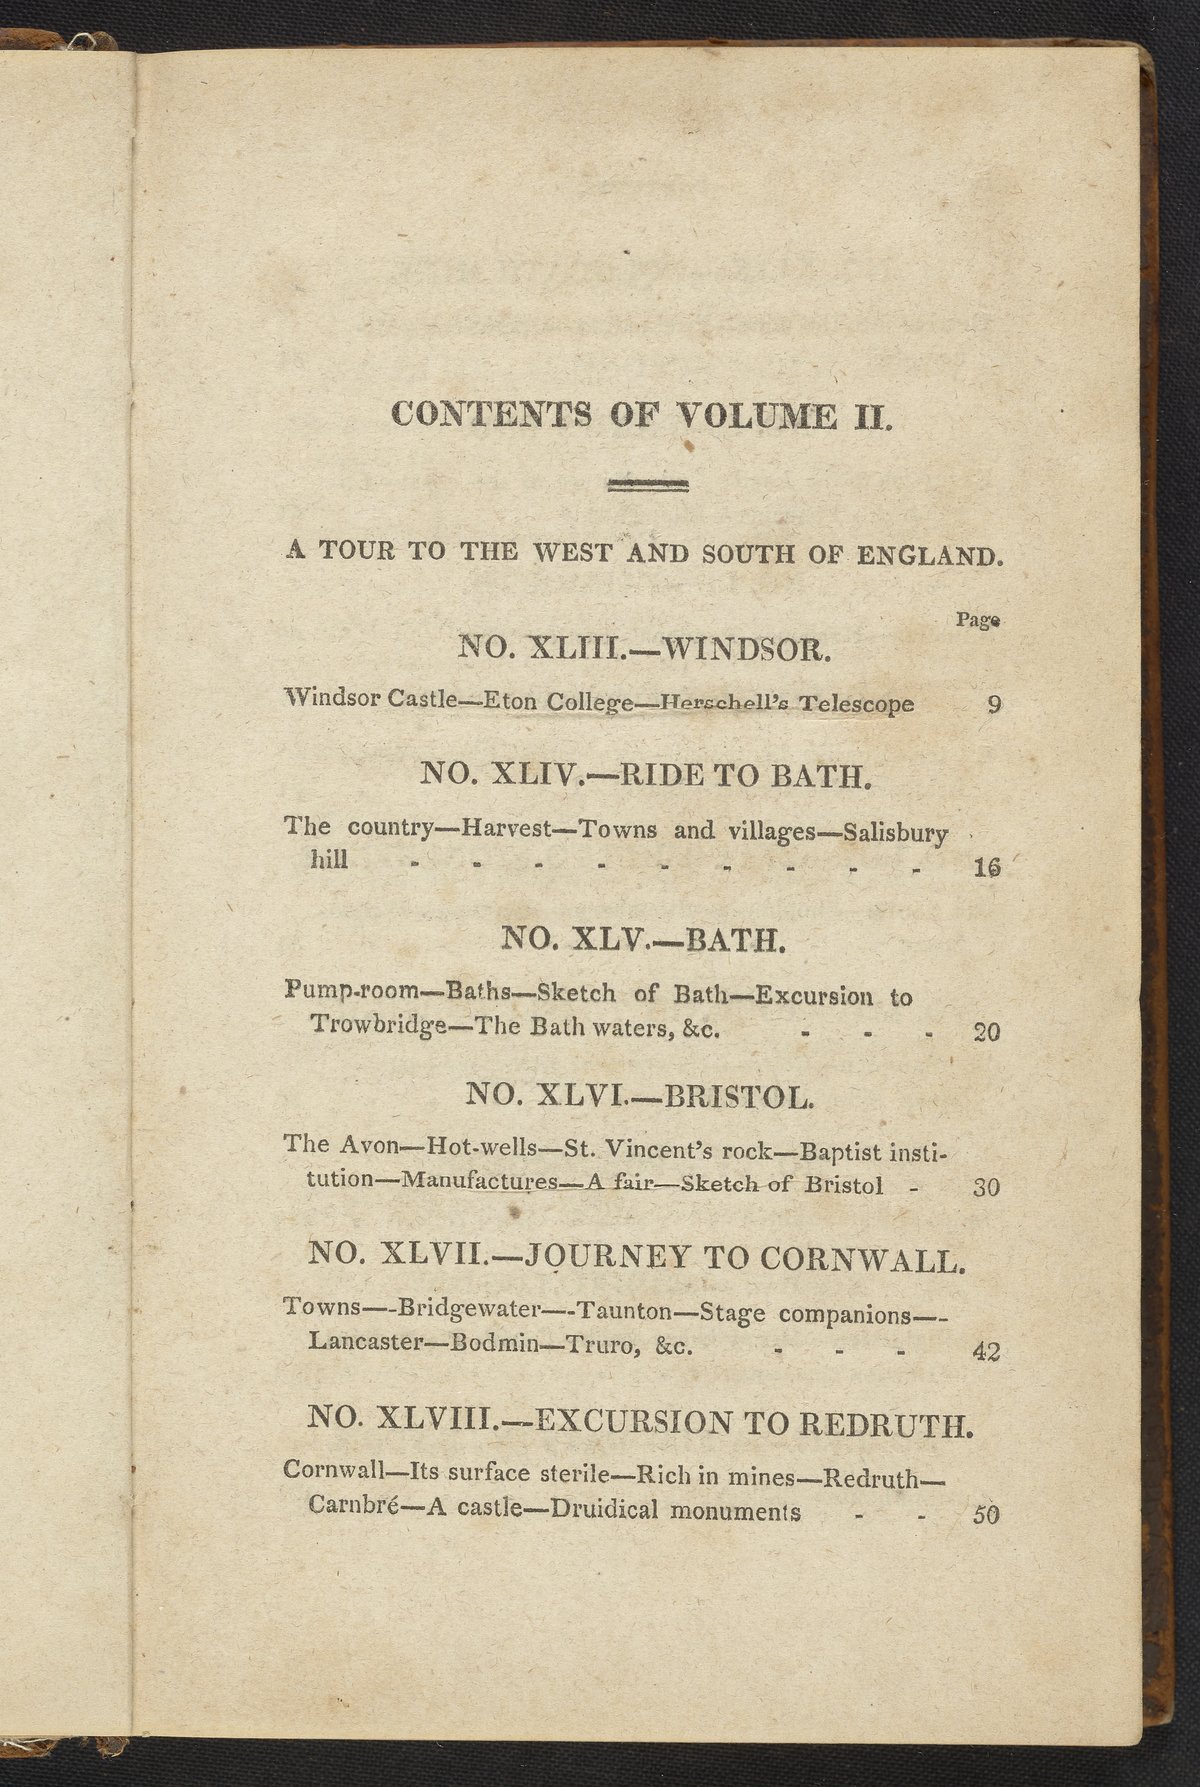 CONTENTS OF VOLUME II.
A TOUR TO THE WEST AND SOUTH OF ENGLAND.
Page
NO. XLIII.—WINDSOR.
Windsor Castle—Eton College—Herschell's Telescope 9
NO. XLIV.—RIDE TO BATH.
The country—Harvest—Towns and villages—Salisbury
hill - - - - - - - - - 16
NO. XLV.—BATH.
Pump-room—Baths—Sketch of Bath—Excursion to
Trowbridge—The Bath waters, &c. - - - 20
NO. XLVI.—BRISTOL.
The Avon—Hot-wells—St. Vincent's rock—Baptist insti-
tution—Manufactures—A fair—Sketch of Bristol - 30
NO. XLVII.—JOURNEY TO CORNWALL.
Towns—-Bridgewater—-Taunton—Stage companions—-
Lancaster—Bodmin—Truro, &c. - - - 42
NO. XLVIII.—EXCURSION TO REDRUTH.
Cornwall—Its surface sterile—Rich in mines—Redruth—
Carnbré—A castle—Druidical monuments - - 50